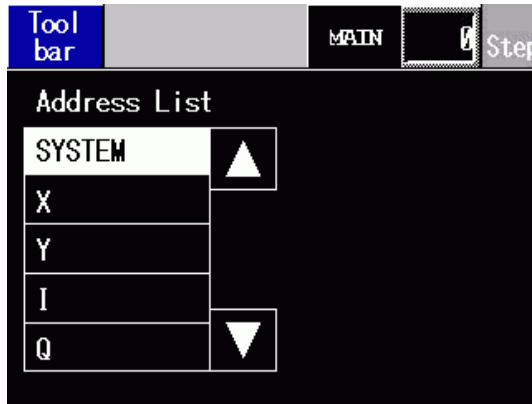 Tool
bar
MAIN
0
Step
Address List
SYSTEM
X
Y
I
Q